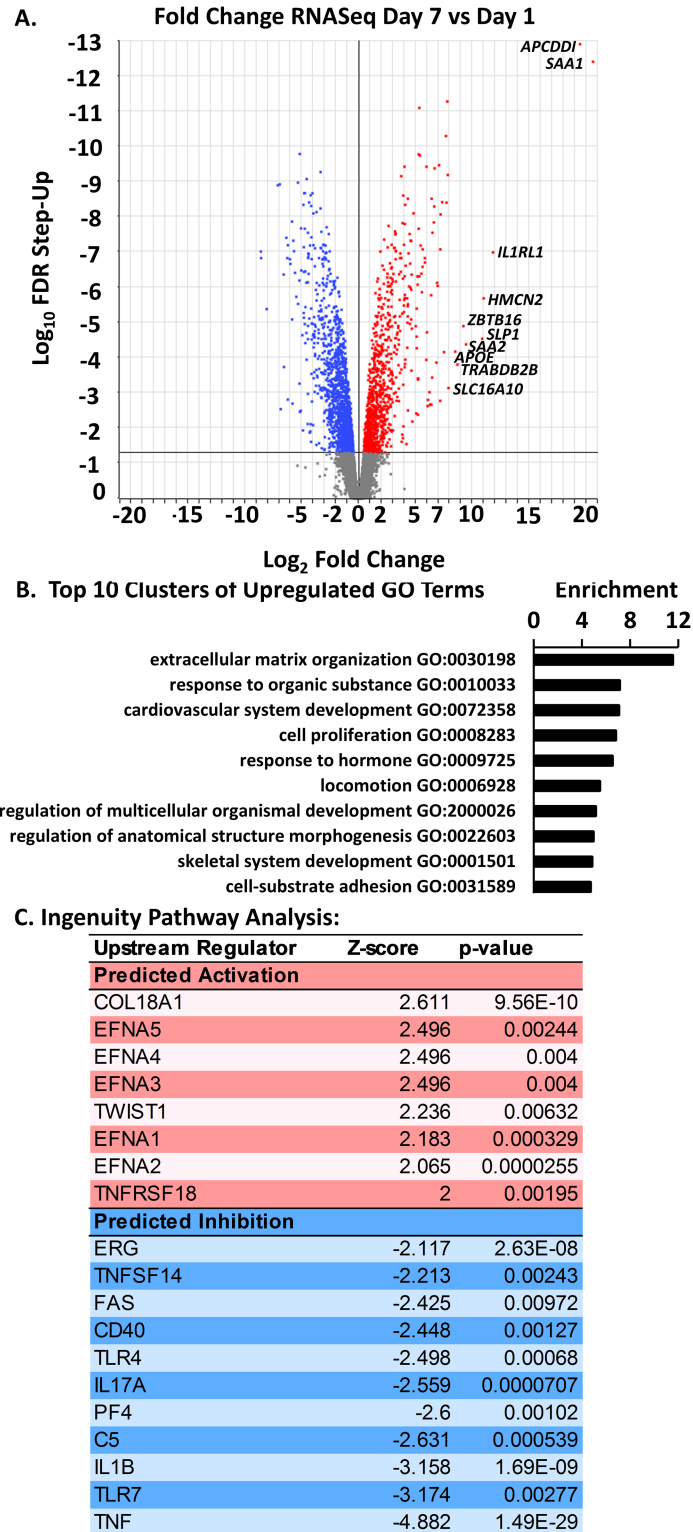 A.
Fold Change RNASeq Day 7 vs Day 1
-13
-12
-11
-10
-9
-8
-7
-6
-5
-4
-3
-2
-1
0
Log10 FDR Step-Up
APCDDI
SAA1
IL1RL1
HMCN2
ZBTB16
SLP1
SAA2
APOE
TRABDB2B
SLC16A10
-20 -15 -10 -5 -2 0 2 5 7 10 15 20
Log2 Fold Change
B. Top 10 Clusters of Upregulated GO Terms
Enrichment
0 4 8 12
extracellular matrix organization GO:0030198
response to organic substance GO:0010033
cardiovascular system development GO:0072358
cell proliferation GO:0008283
response to hormone GO:0009725
locomotion GO:0006928
regulation of multicellular organismal development GO:2000026
regulation of anatomical structure morphogenesis GO:0022603
skeletal system development GO:0001501
cell-substrate adhesion GO:0031589
C. Ingenuity Pathway Analysis:
Upstream Regulator Z-score p-value
Predicted Activation
COL18A1 2.611 9.56E-10
EFNA5 2.496 0.00244
EFNA4 2.496 0.004
EFNA3 2.496 0.004
TWIST1 2.236 0.00632
EFNA1 2.183 0.000329
EFNA2 2.065 0.0000255
TNFRSF18 2 0.00195
Predicted Inhibition
ERG -2.117 2.63E-08
TNFSF14 -2.213 0.00243
FAS -2.425 0.00972
CD40 -2.448 0.00127
TLR4 -2.498 0.00068
IL17A -2.559 0.0000707
PF4 -2.6 0.00102
C5 -2.631 0.000539
IL1B -3.158 1.69E-09
TLR7 -3.174 0.00277
TNF -4.882 1.49E-29